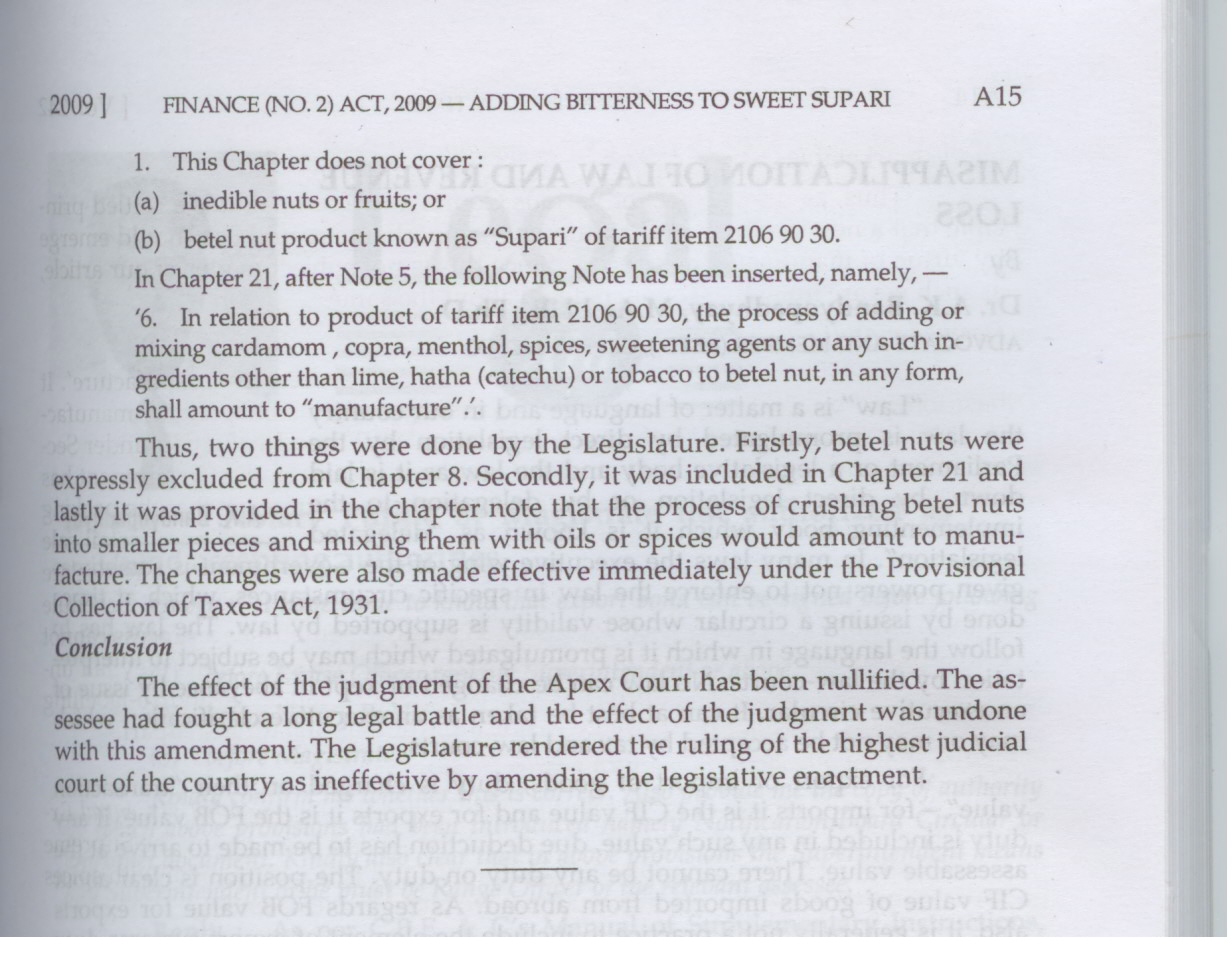 2009 ] FINANCE (NO. 2) ACT, 2009 — ADDING BITTERNESS TO SWEET SUPARI A15
1. This Chapter does not cover :
(a) inedible nuts or fruits; or
(b) betel nut product known as "Supari" of tariff item 2106 90 30.
In Chapter 21, after Note 5, the following Note has been inserted, namely, —
'6. In relation to product of tariff item 2106 90 30, the process of adding or
mixing cardamom , copra, menthol, spices, sweetening agents or any such in-
gredients other than lime, hatha (catechu) or tobacco to betel nut, in any form,
shall amount to "manufacture".'.
Thus, two things were done by the Legislature. Firstly, betel nuts were
expressly excluded from Chapter 8. Secondly, it was included in Chapter 21 and
lastly it was provided in the chapter note that the process of crushing betel nuts
into smaller pieces and mixing them with oils or spices would amount to manu-
facture. The changes were also made effective immediately under the Provisional
Collection of Taxes Act, 1931.
Conclusion
The effect of the judgment of the Apex Court has been nullified. The as-
sessee had fought a long legal battle and the effect of the judgment was undone
with this amendment. The Legislature rendered the ruling of the highest judicial
court of the country as ineffective by amending the legislative enactment.